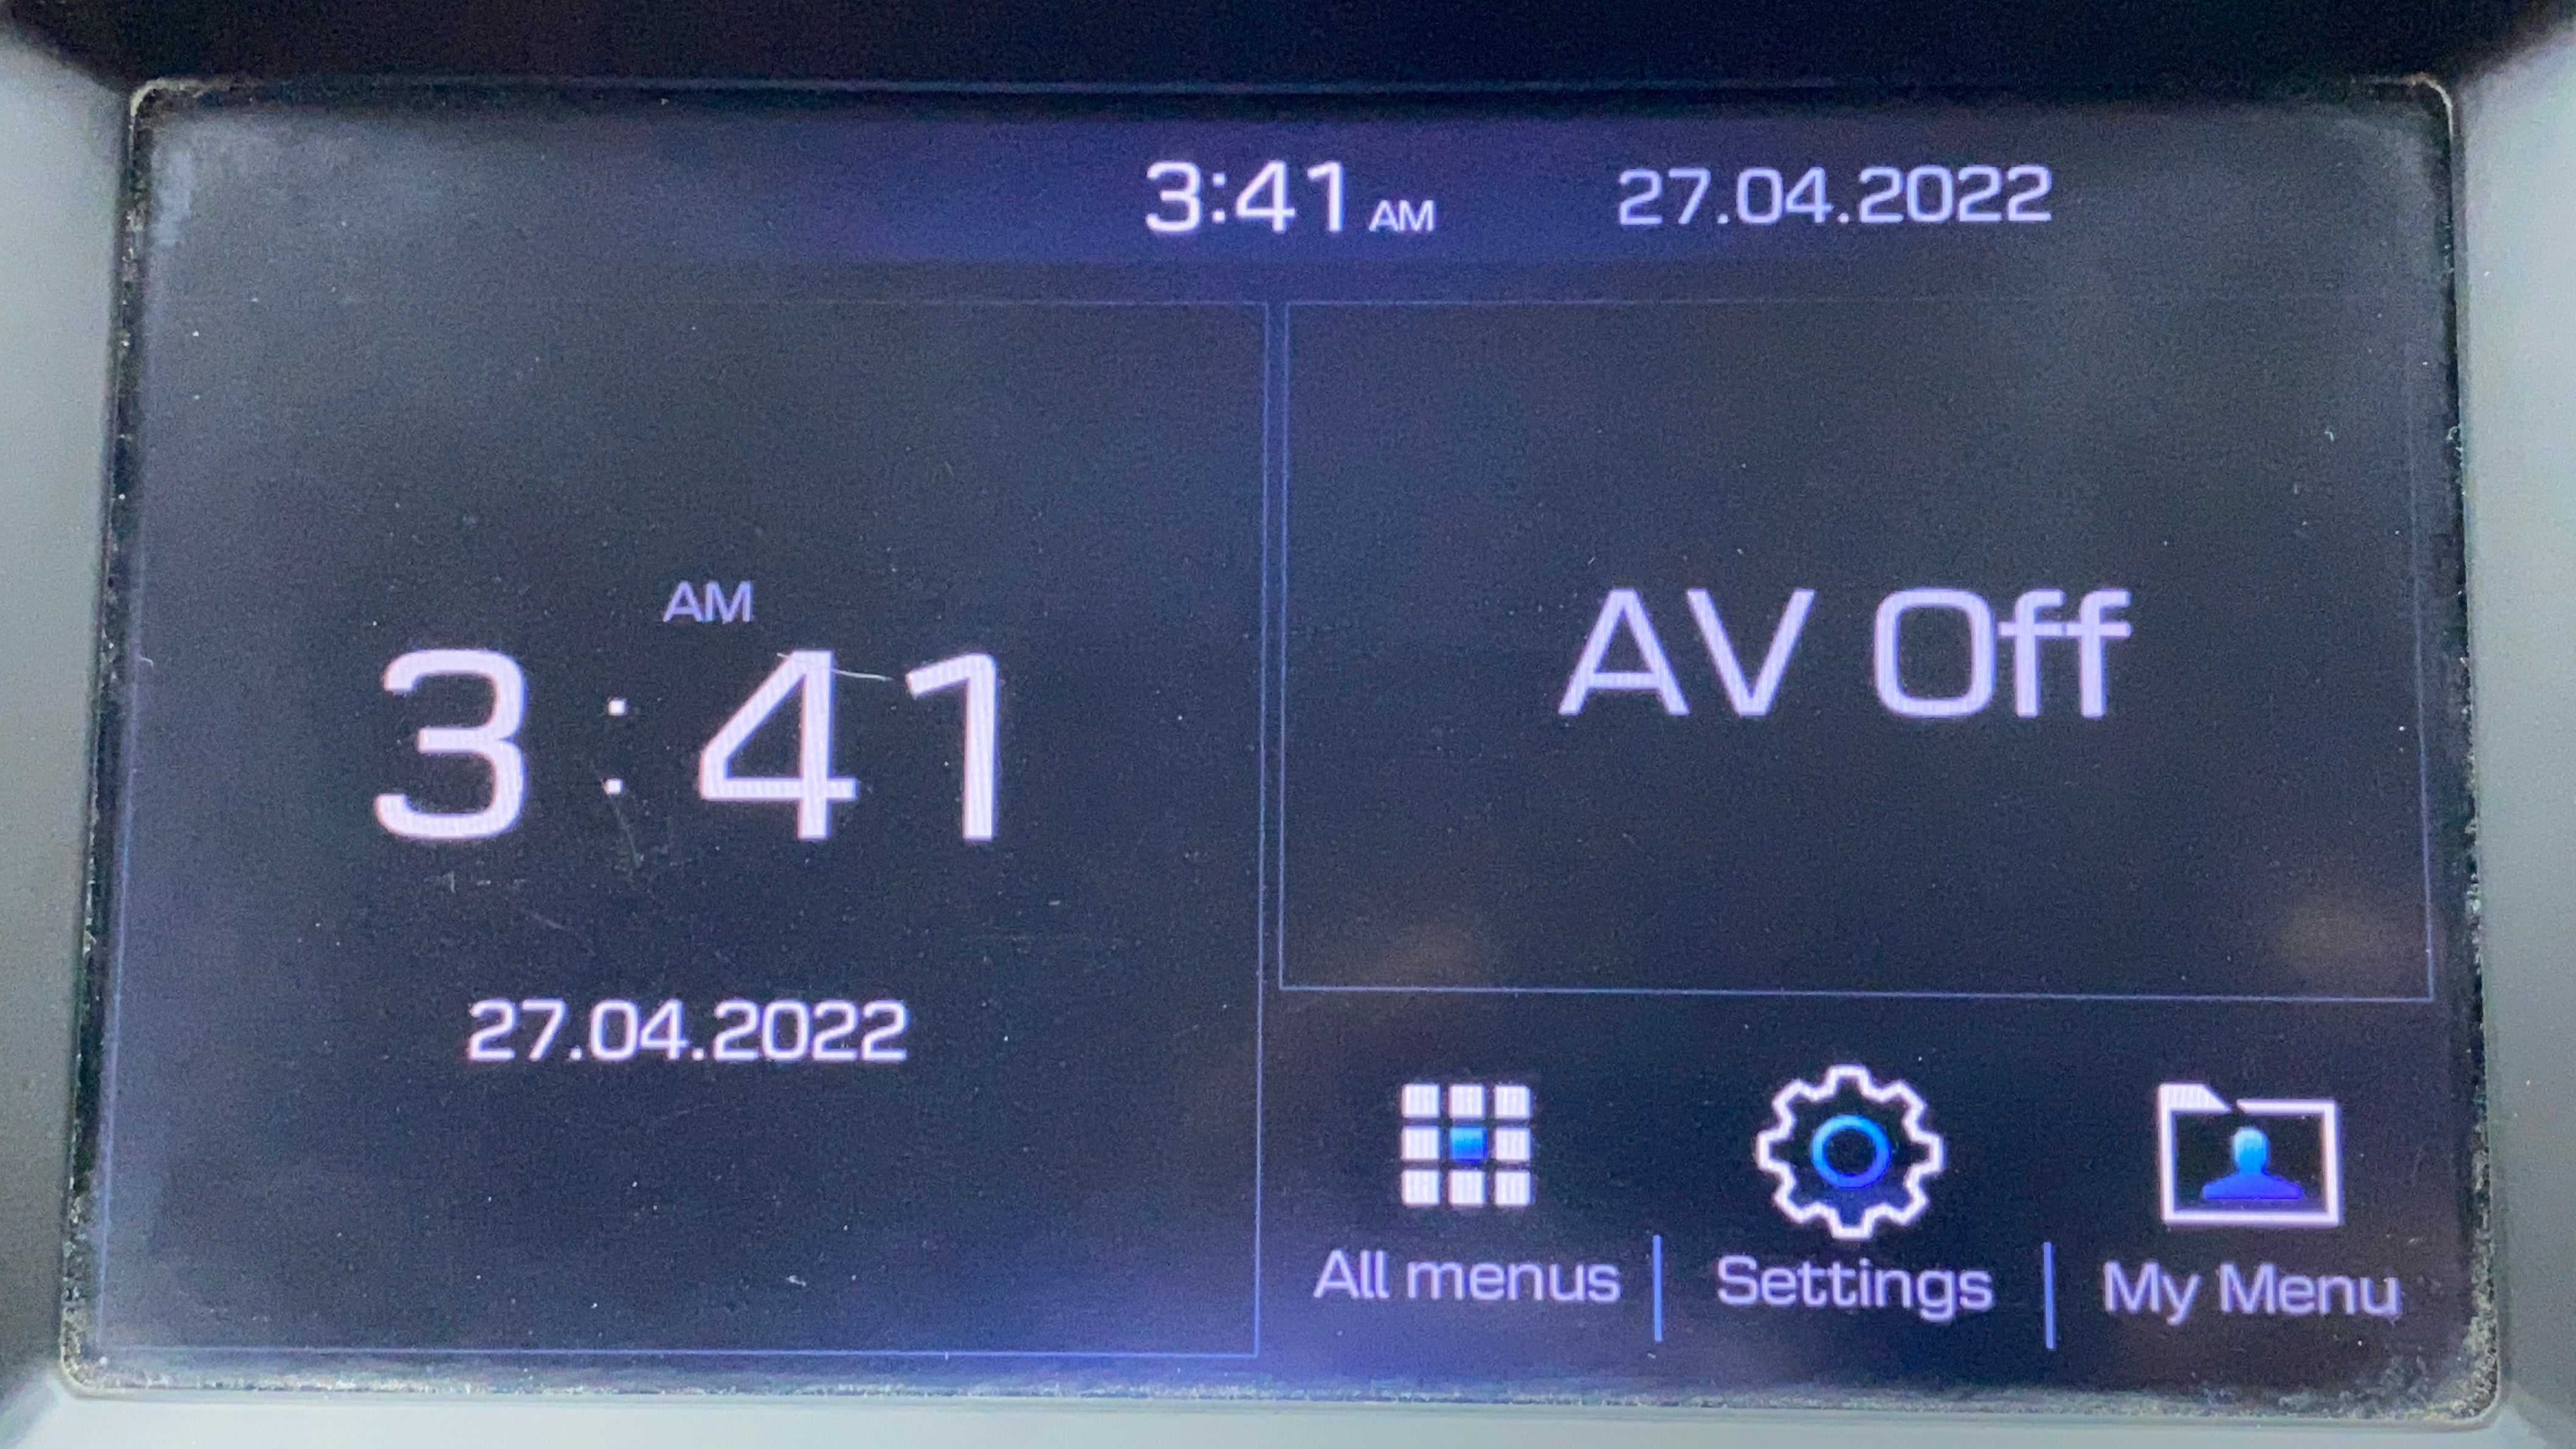 3:41 AM 27.04.2022
AM
3:41
27.04.2022
AV Off
All menus
Settings
My Menu